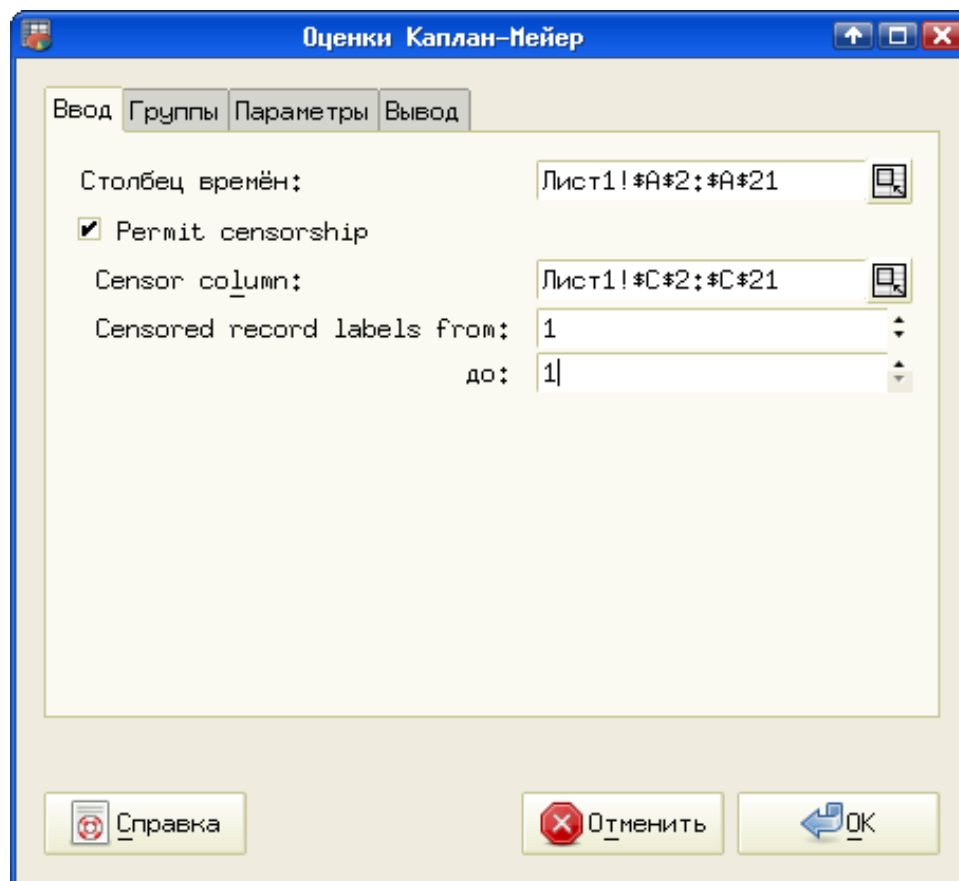 Оценки Каплан-Мейер
Ввод Группы Параметры Вывод
Столбец времён: Лист1!$A$2:$A$21
Permit censorship
Censor column: Лист1!$C$2:$C$21
Censored record labels from: 1
до: 1
Справка Отменить OK